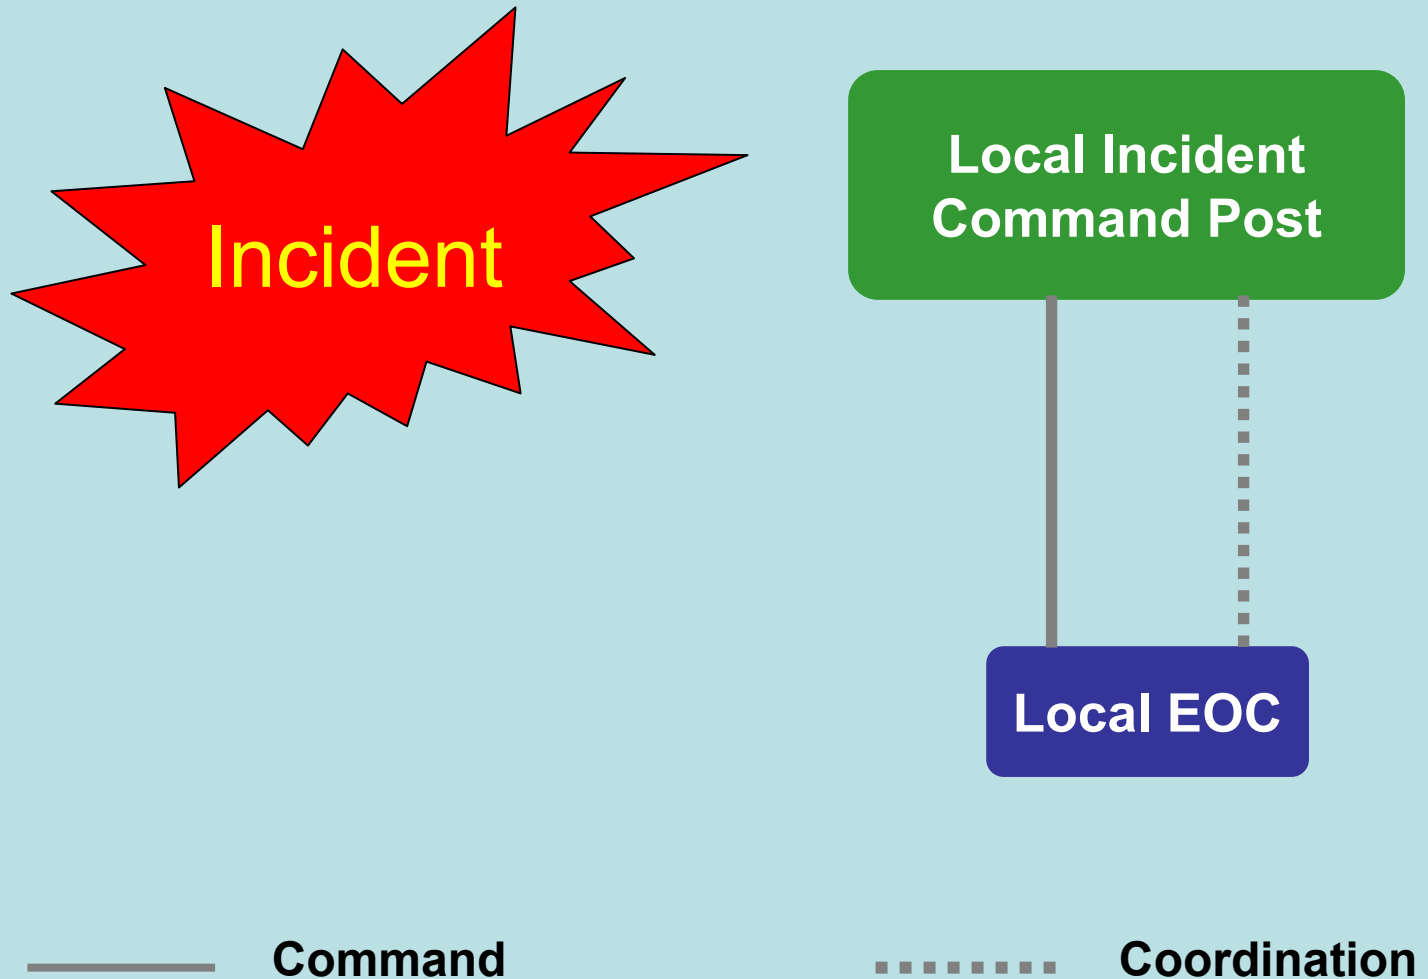 Incident
Local Incident
Command Post
Local EOC
Command
Coordination